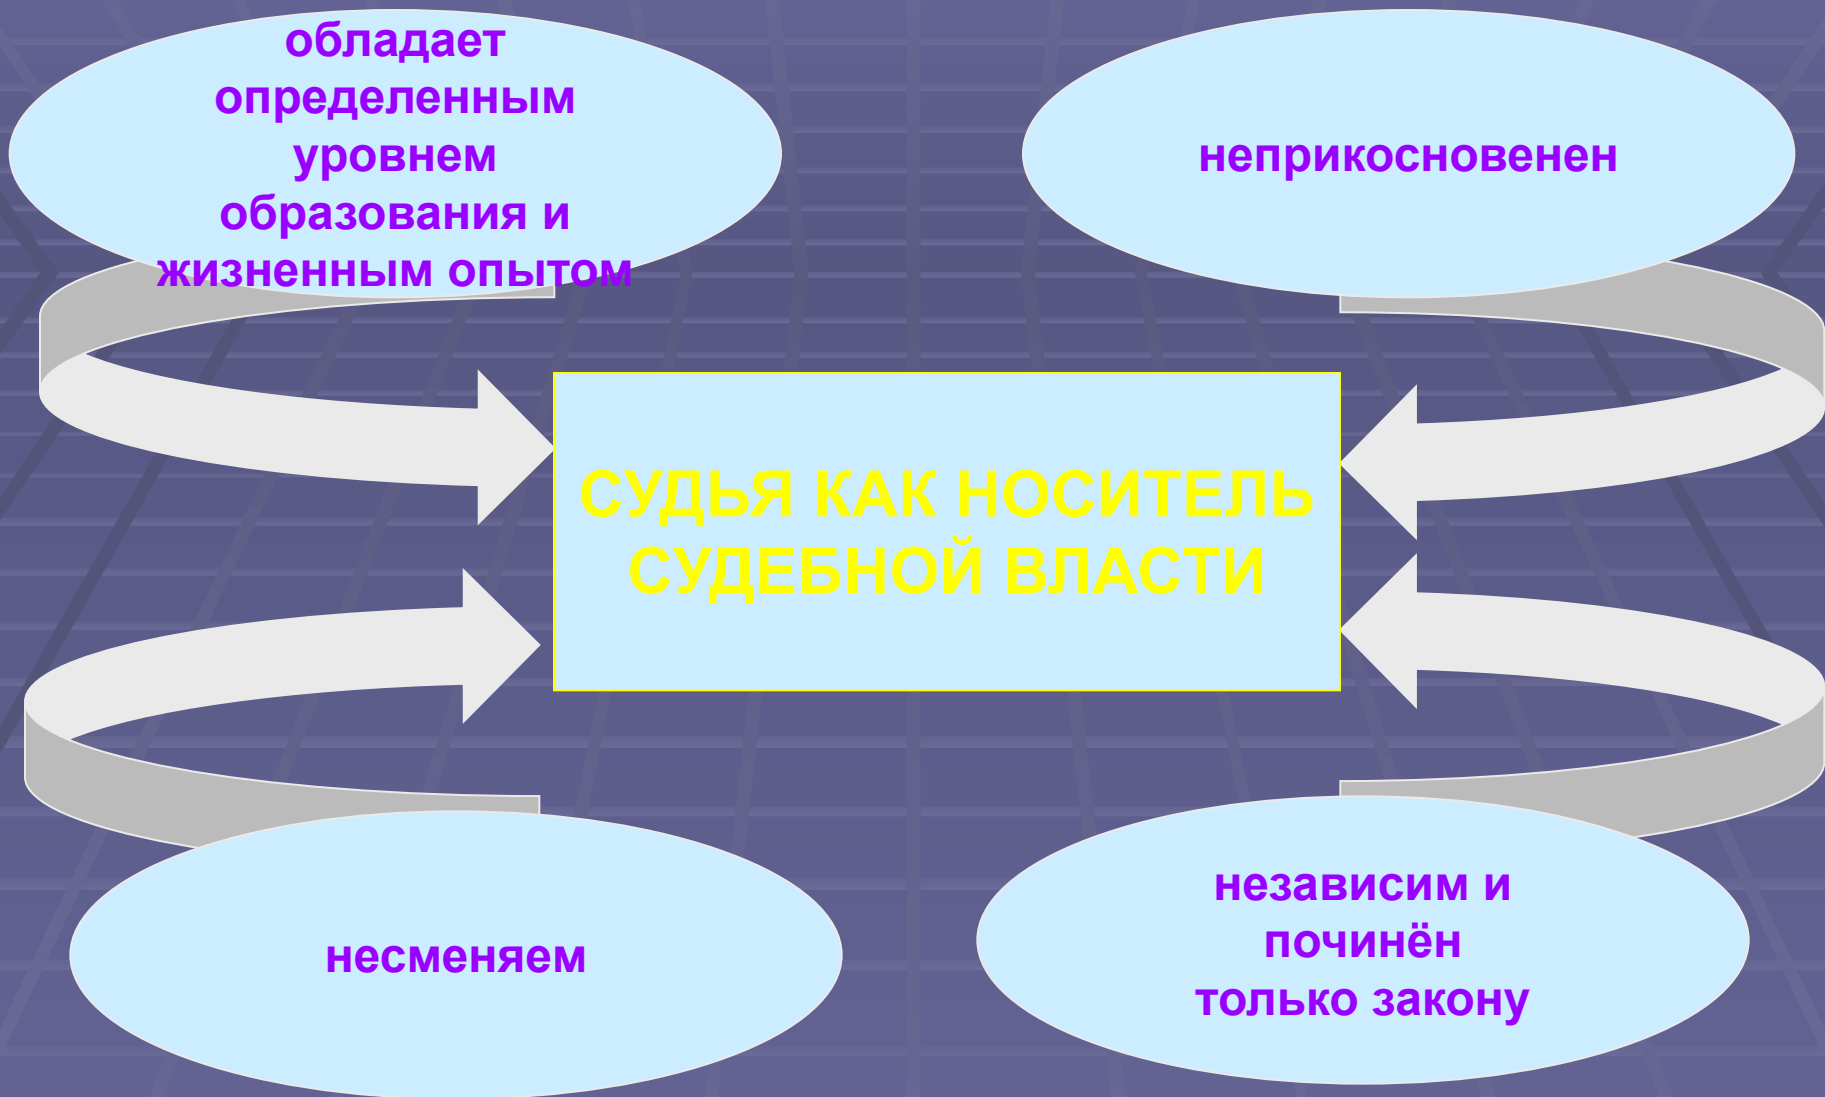 обладает
определенным
уровнем
образования и
жизненным опытом
неприкосновенен
СУДЬЯ КАК НОСИТЕЛЬ
СУДЕБНОЙ ВЛАСТИ
несменяем
независим и
починён
только закону